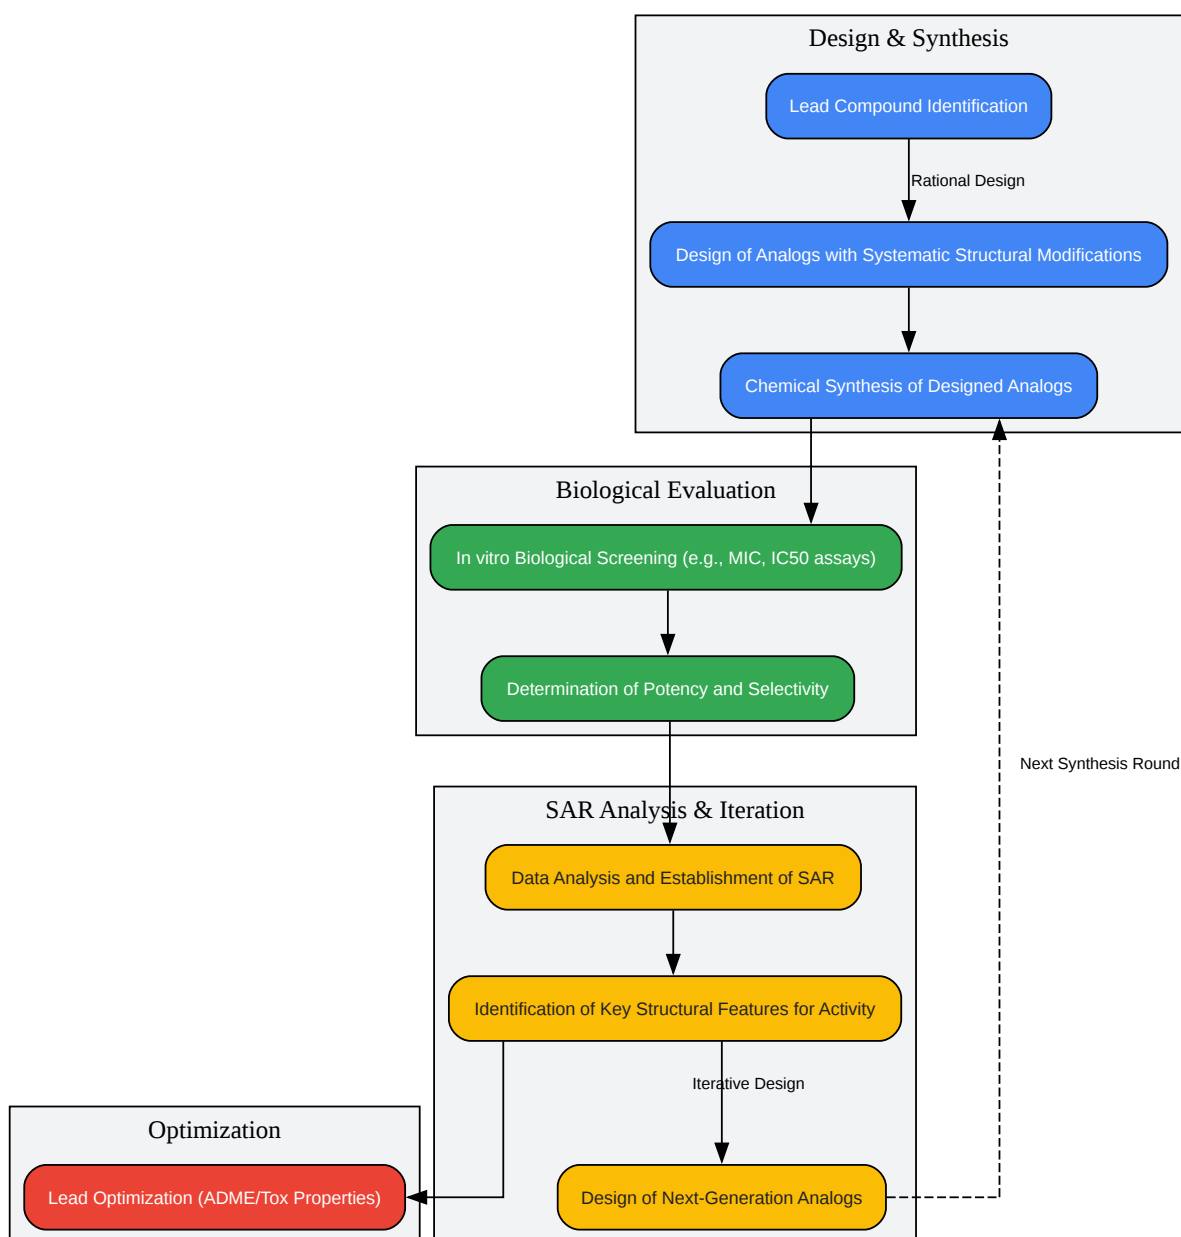 Design & Synthesis
Lead Compound Identification
Rational Design
Design of Analogs with Systematic Structural Modifications
Chemical Synthesis of Designed Analogs
Biological Evaluation
In vitro Biological Screening (e.g., MIC, IC50 assays)
Determination of Potency and Selectivity
Next Synthesis Round
SAR Analysis & Iteration
Data Analysis and Establishment of SAR
Identification of Key Structural Features for Activity
Iterative Design
Optimization
Lead Optimization (ADME/Tox Properties)
Design of Next-Generation Analogs